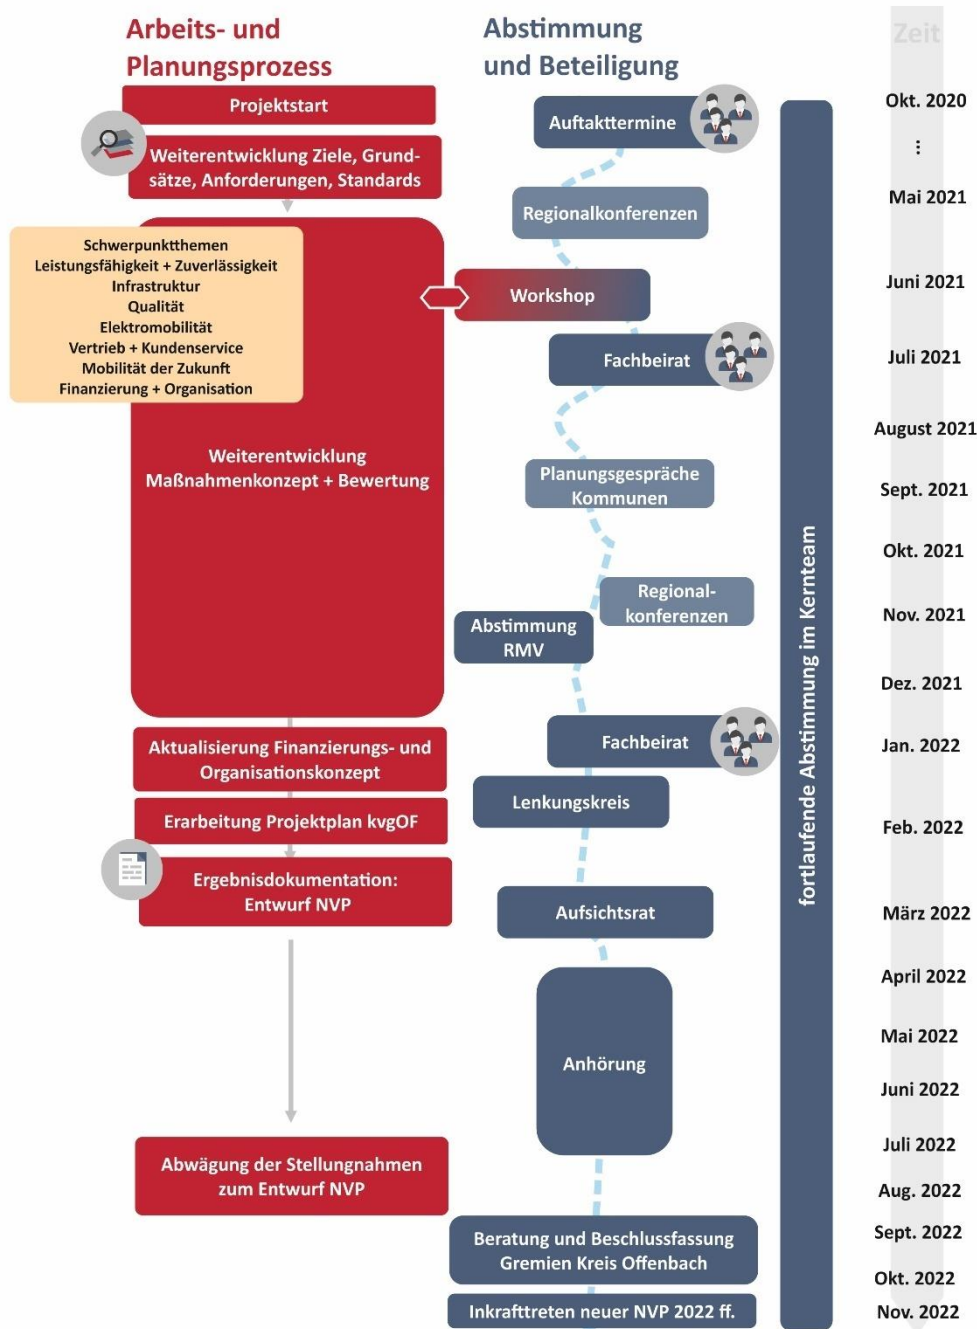 Arbeits- und
Planungsprozess
Projektstart
Weiterentwicklung Ziele, Grund-
sätze, Anforderungen, Standards
Schwerpunktthemen
Leistungsfähigkeit + Zuverlässigkeit
Infrastruktur
Qualität
Elektromobilität
Vertrieb + Kundenservice
Mobilität der Zukunft
Finanzierung + Organisation
Weiterentwicklung
Maßnahmenkonzept + Bewertung
Aktualisierung Finanzierungs- und
Organisationskonzept
Erarbeitung Projektplan kvgOF
Ergebnisdokumentation:
Entwurf NVP
Abwägung der Stellungnahmen
zum Entwurf NVP
Abstimmung
und Beteiligung
Auftakttermine
Regionalkonferenzen
Workshop
Fachbeirat
Planungsgespräche
Kommunen
Regional-
konferenzen
Abstimmung
RMV
Fachbeirat
Lenkungskreis
Aufsichtsrat
Anhörung
Beratung und Beschlussfassung
Gremien Kreis Offenbach
Inkrafttreten neuer NVP 2022 ff.
fortlaufende Abstimmung im Kernteam
Zeit
Okt. 2020
...
Mai 2021
Juni 2021
Juli 2021
August 2021
Sept. 2021
Okt. 2021
Nov. 2021
Dez. 2021
Jan. 2022
Feb. 2022
März 2022
April 2022
Mai 2022
Juni 2022
Juli 2022
Aug. 2022
Sept. 2022
Okt. 2022
Nov. 2022